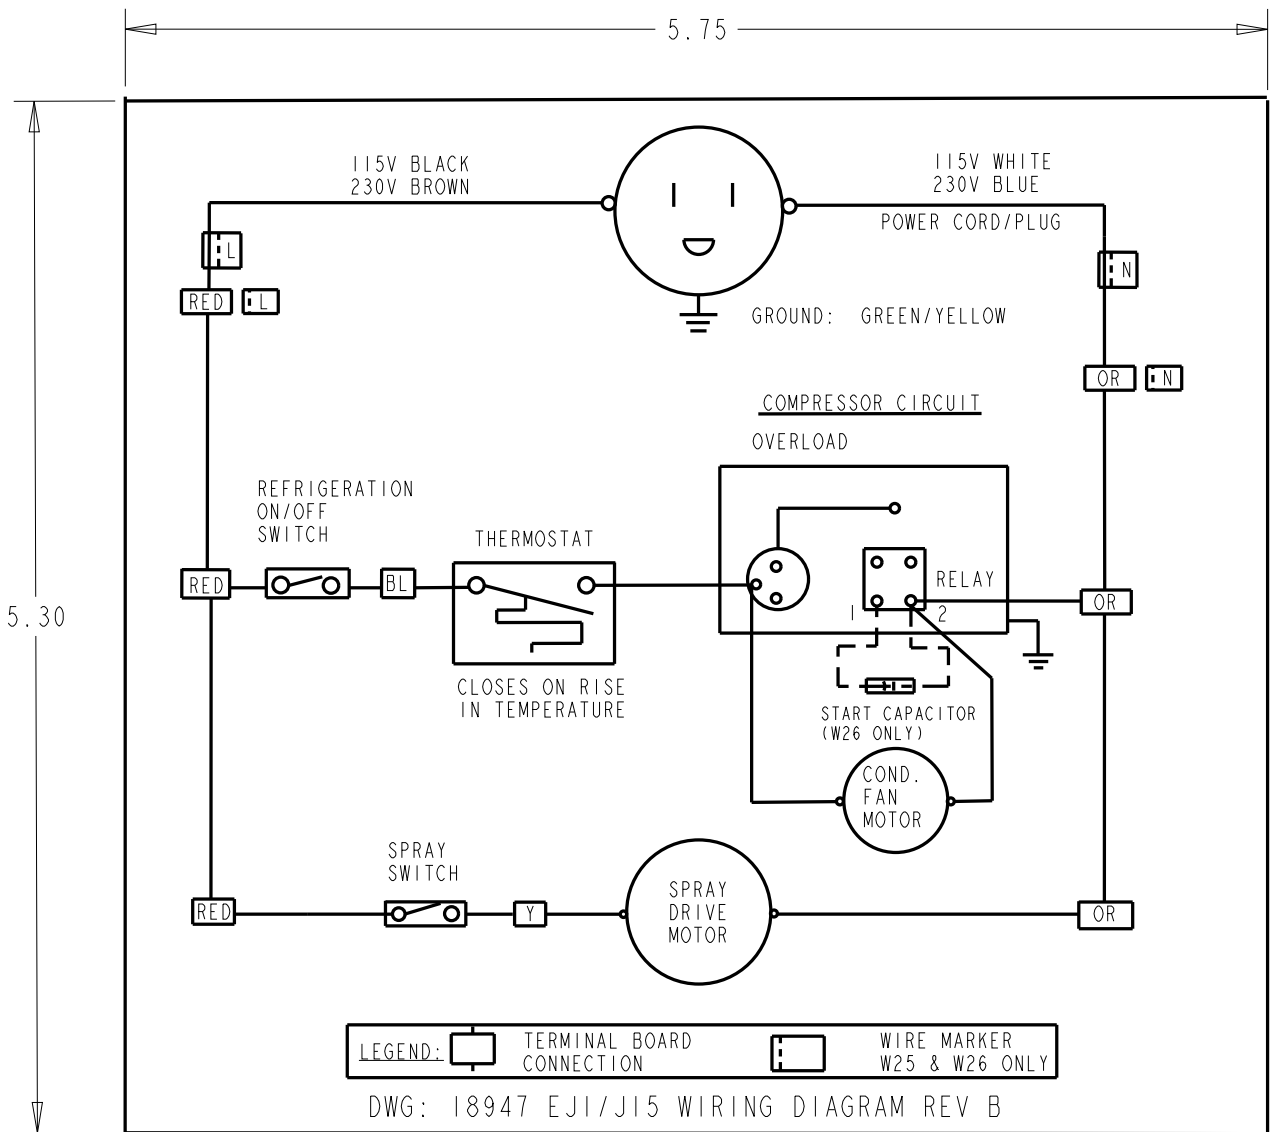 5.75
115V BLACK
230V BROWN
115V WHITE
230V BLUE
POWER CORD/PLUG
L
RED
L
N
GROUND: GREEN/YELLOW
OR
N
COMPRESSOR CIRCUIT
OVERLOAD
REFRIGERATION
ON/OFF
SWITCH
THERMOSTAT
RED
BL
RELAY
OR
1
2
5.30
CLOSES ON RISE
IN TEMPERATURE
START CAPACITOR
(W26 ONLY)
COND.
FAN
MOTOR
SPRAY
SWITCH
RED
Y
SPRAY
DRIVE
MOTOR
OR
LEGEND:
TERMINAL BOARD
CONNECTION
WIRE MARKER
W25 & W26 ONLY
DWG: 18947 EJ1/J15 WIRING DIAGRAM REV B